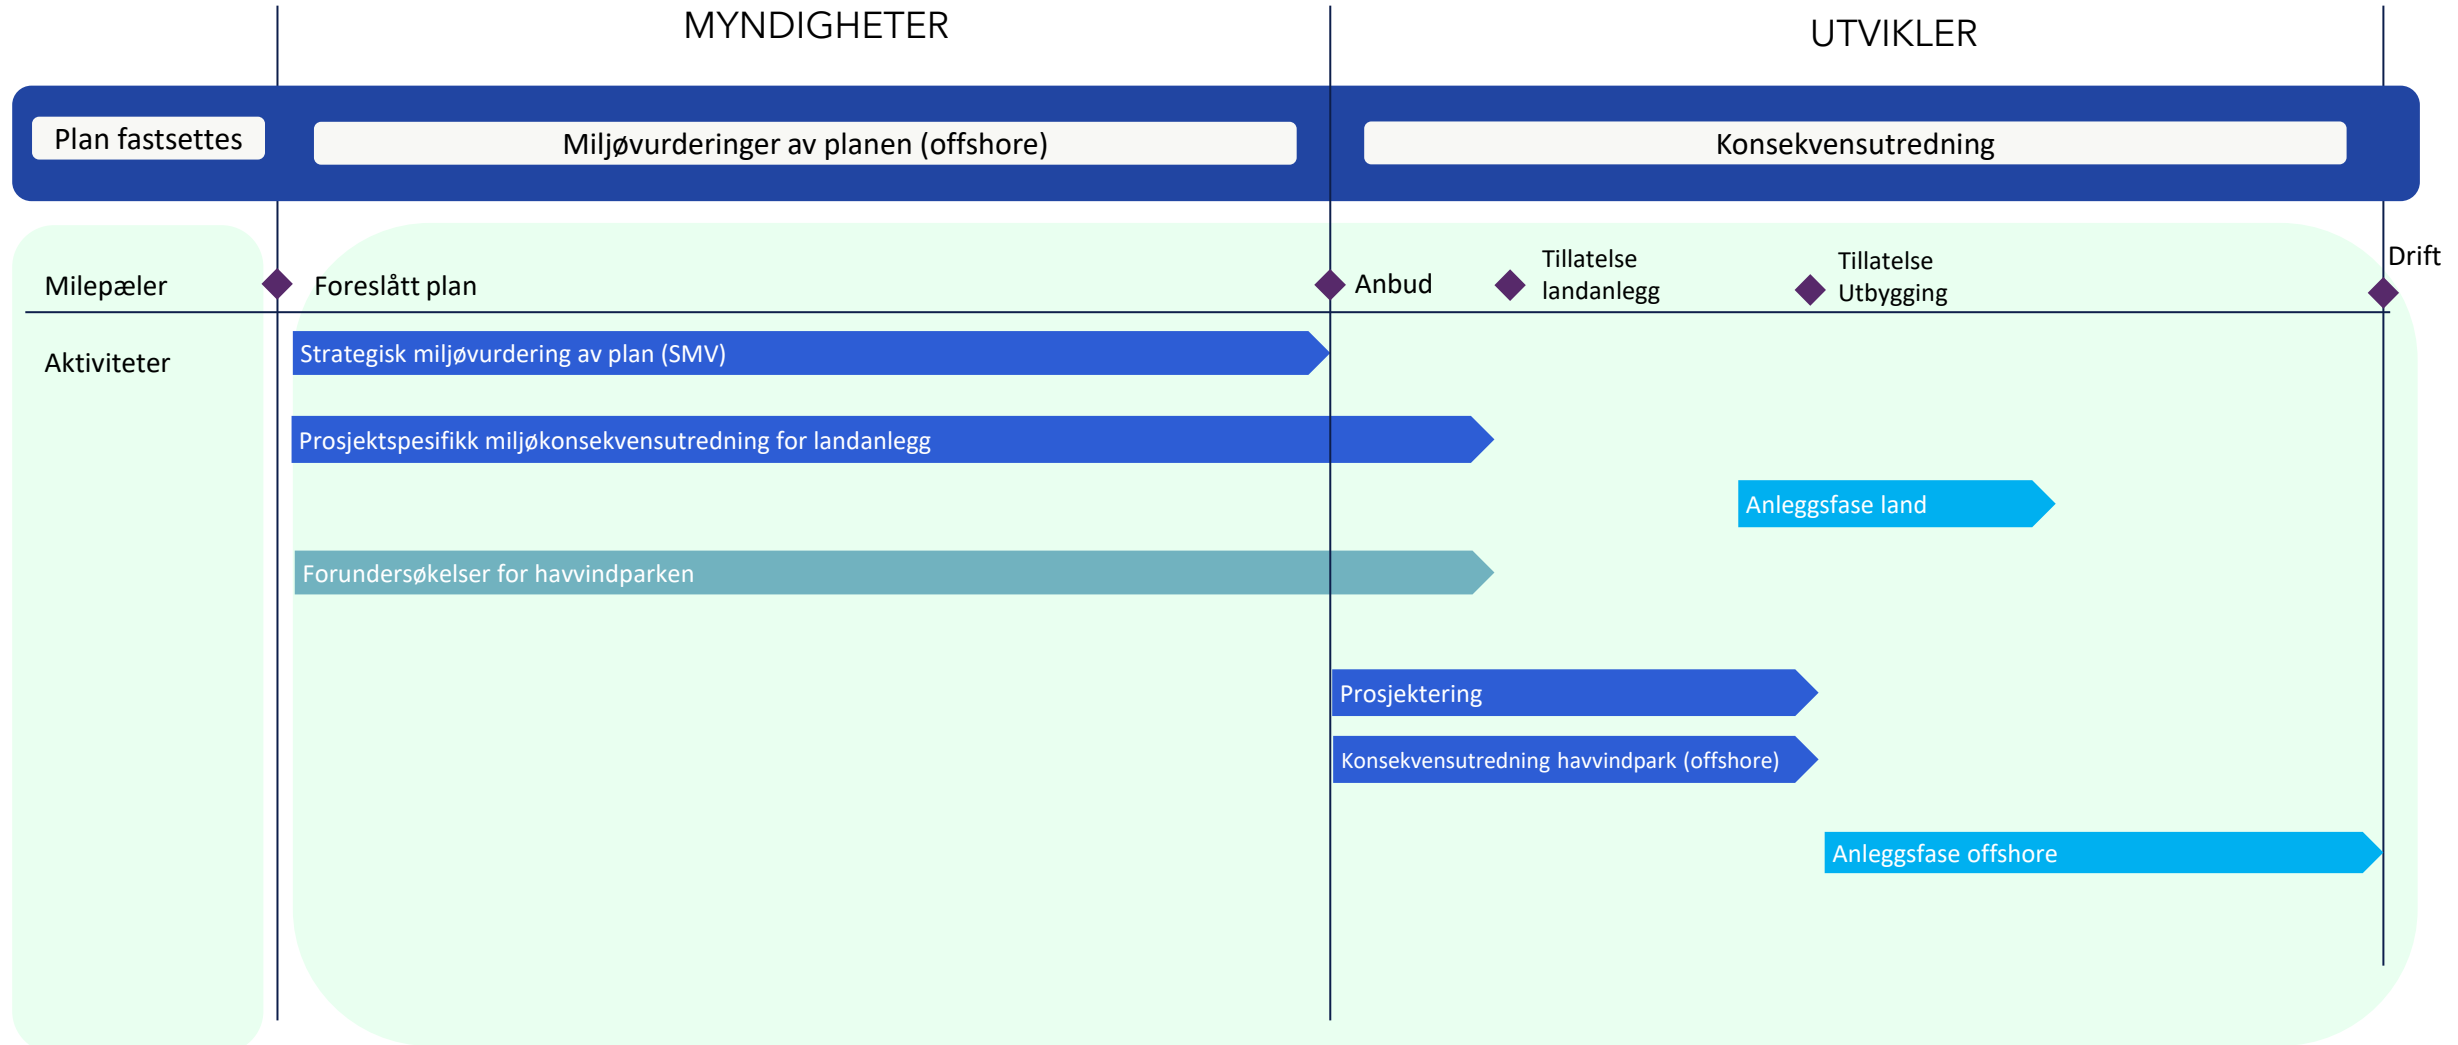 MYNDIGHETER
UTVIKLER
Plan fastsettes
Miljøvurderinger av planen (offshore)
Konsekvensutredning
Milepæler
Foreslått plan
Anbud
Tillatelse
landanlegg
Tillatelse
Utbygging
Drift
Aktiviteter
Strategisk miljøvurdering av plan (SMV)
Prosjektspesifikk miljøkonsekvensutredning for landanlegg
Anleggsfase land
Forundersøkelser for havvindparken
Prosjektering
Konsekvensutredning havvindpark (offshore)
Anleggsfase offshore